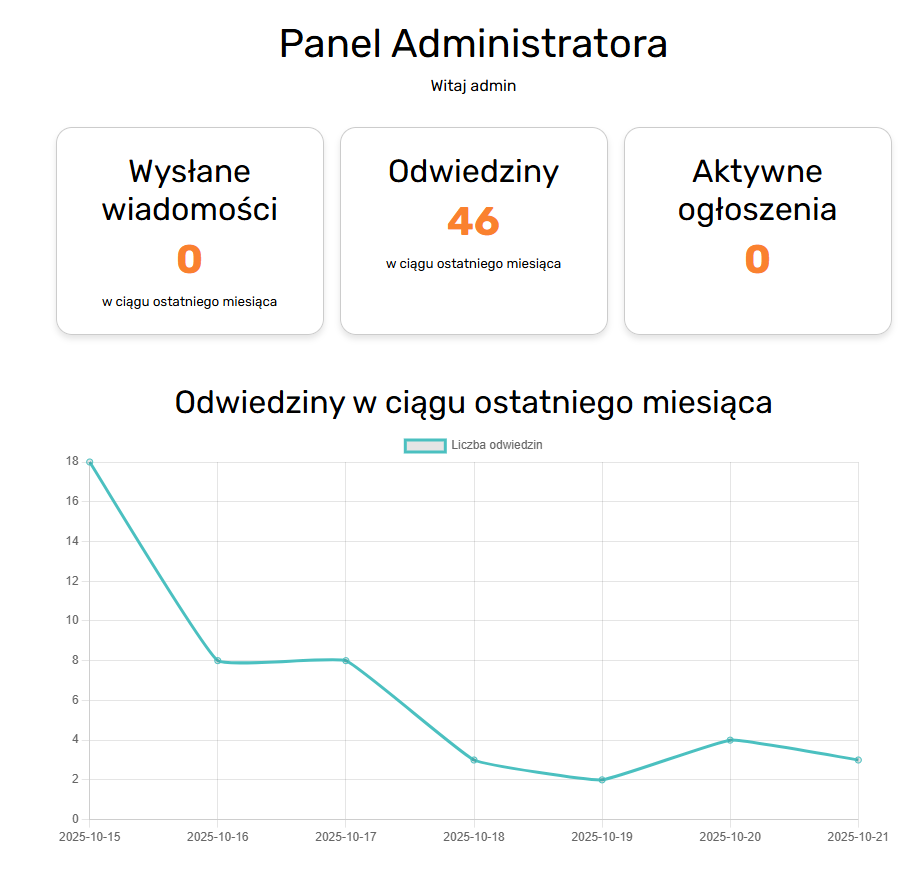 Panel Administratora
Witaj admin
Wysłane
wiadomości
0
w ciągu ostatniego miesiąca
Odwiedziny
46
w ciągu ostatniego miesiąca
Aktywne
ogłoszenia
0
Odwiedziny w ciągu ostatniego miesiąca
Liczba odwiedzin
18
16
14
12
10
8
6
4
2
0
2025-10-15 2025-10-16 2025-10-17 2025-10-18 2025-10-19 2025-10-20 2025-10-21